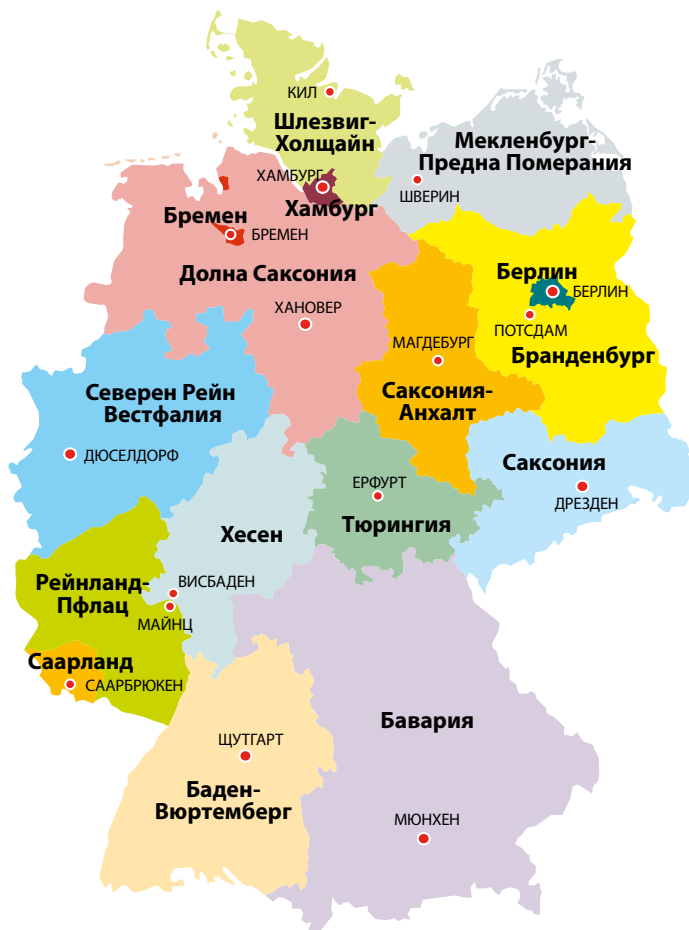 КИЛ
Шлезвиг-
Холщайн
Мекленбург-
Предна Померания
ХАМБУРГ
Хамбург
ШВЕРИН
Бремен
БРЕМЕН
Долна Саксония
Берлин
БЕРЛИН
ХАНОВЕР
ПОТСДАМ
Бранденбург
МАГДЕБУРГ
Саксония-
Анхалт
Северен Рейн
Вестфалия
ДЮСЕЛДОРФ
Саксония
ДРЕЗДЕН
ЕРФУРТ
Тюрингия
Хесен
Рейнланд-
Пфлац
ВИСБАДЕН
МАЙНЦ
Саарланд
СААРБРЮКЕН
Бавария
ЩУТГАРТ
Баден-
Вюртемберг
МЮНХЕН